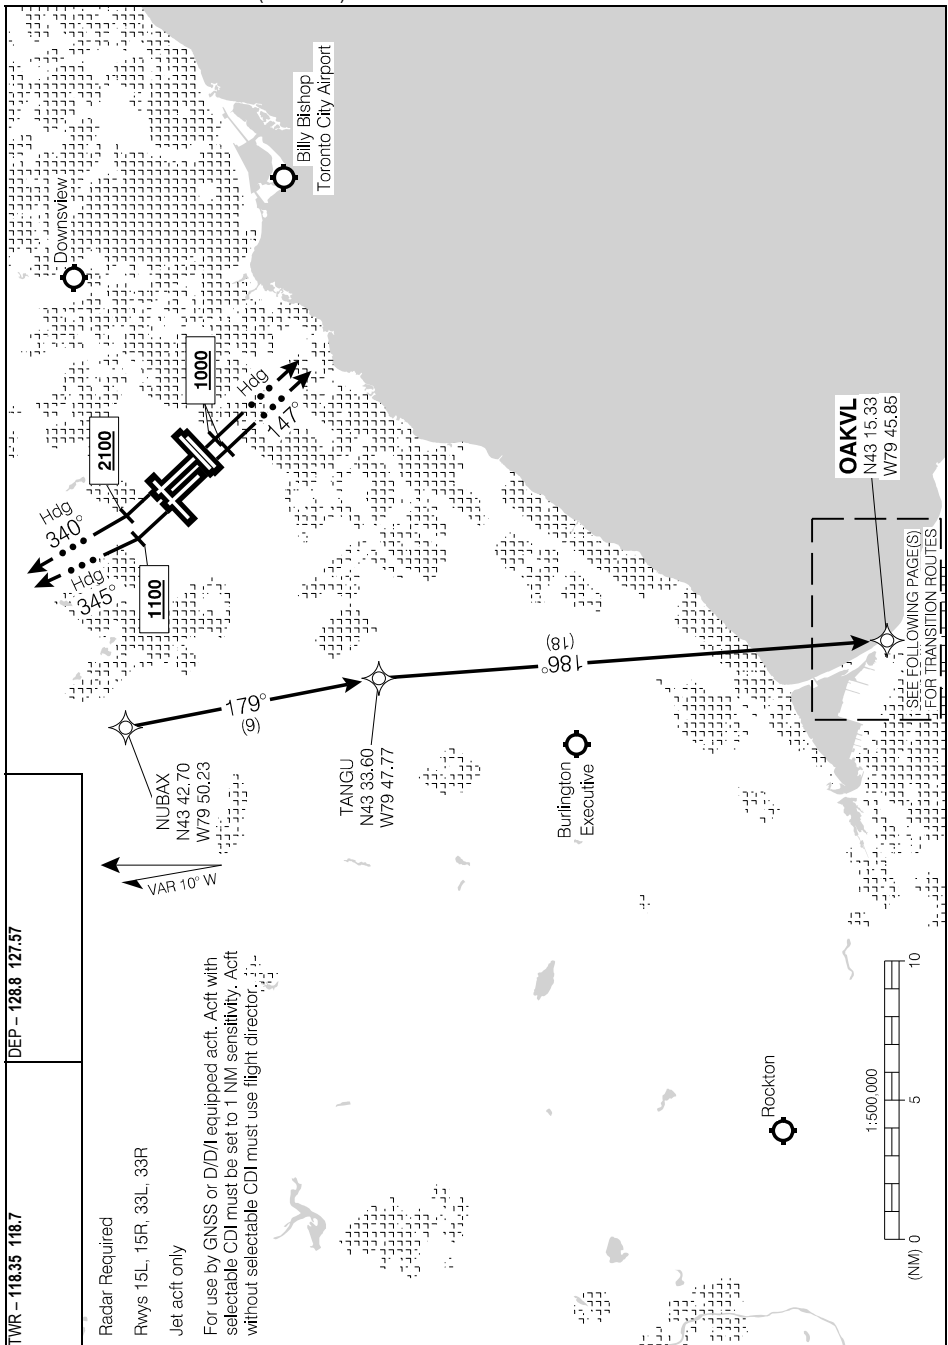 TWR – 118.35 118.7
DEP – 128.8 127.57
Radar Required
Rwys 15L, 15R, 33L, 33R
Jet acft only
For use by GNSS or D/D/I equipped acft. Acft with
selectable CDI must be set to 1 NM sensitivity. Acft
without selectable CDI must use flight director.
VAR 10° W
NUBAX
N43 42.70
W79 50.23
179°
(9)
TANGU
N43 33.60
W79 47.77
186°
(18)
Hdg
340°
Hdg
345°
2100
1100
1000
Hdg
147°
Downsview
Billy Bishop
Toronto City Airport
Burlington
Executive
Rockton
OAKVL
N43 15.33
W79 45.85
SEE FOLLOWING PAGE(S)
FOR TRANSITION ROUTES
1:500,000
(NM) 0 5 10